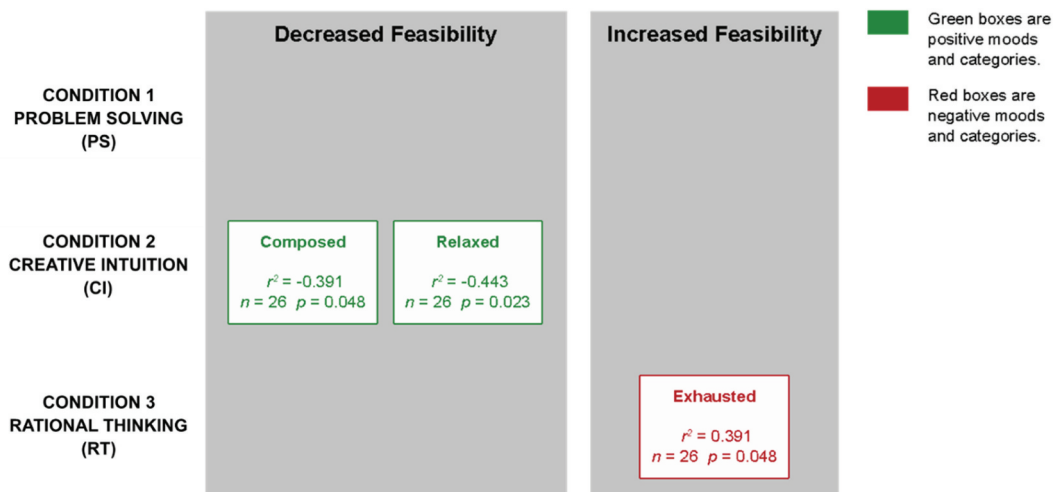 Decreased Feasibility
Increased Feasibility
Green boxes are
positive moods
and categories.
Red boxes are
negative moods
and categories.
CONDITION 1
PROBLEM SOLVING
(PS)
CONDITION 2
CREATIVE INTUITION
(CI)
Composed
r² = -0.391
n = 26 p = 0.048
Relaxed
r² = -0.443
n = 26 p = 0.023
CONDITION 3
RATIONAL THINKING
(RT)
Exhausted
r² = 0.391
n = 26 p = 0.048